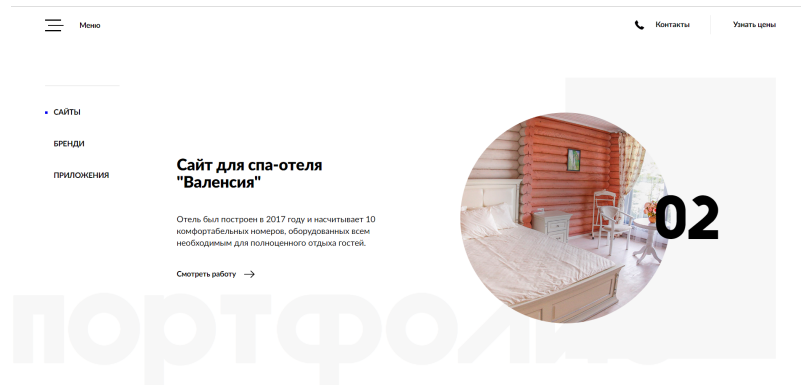 Меню
Контакты
Узнать цены
САЙТЫ
БРЕНДИ
ПРИЛОЖЕНИЯ
Сайт для спа-отеля
"Валенсия"
Отель был построен в 2017 году и насчитывает 10
комфортабельных номеров, оборудованных всем
необходимым для полноценного отдыха гостей.
Смотреть работу
02
портфолио